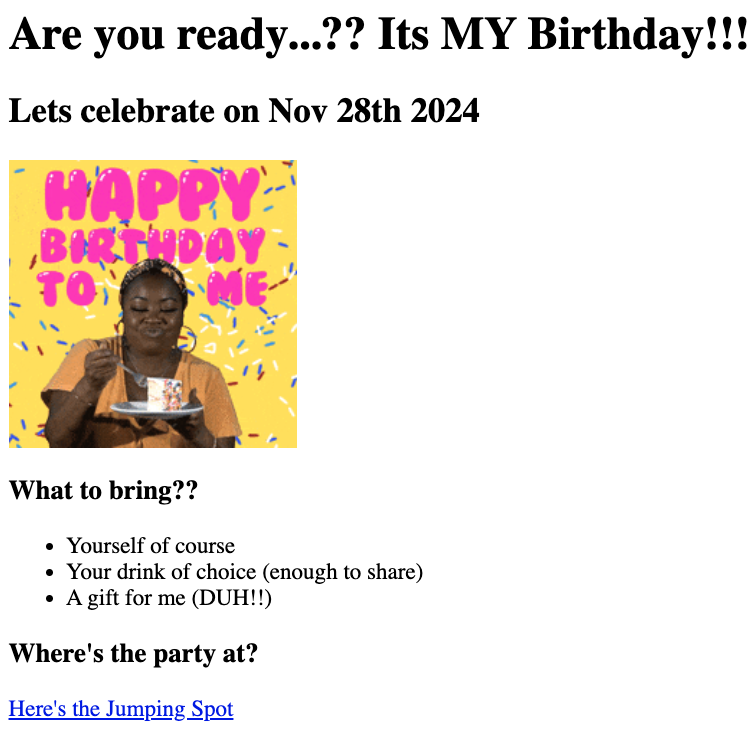 Are you ready...?? Its MY Birthday!!!
Lets celebrate on Nov 28th 2024
HAPPY
BIRTHDAY
TO ME
What to bring??
Yourself of course
Your drink of choice (enough to share)
A gift for me (DUH!!)
Where's the party at?
Here's the Jumping Spot